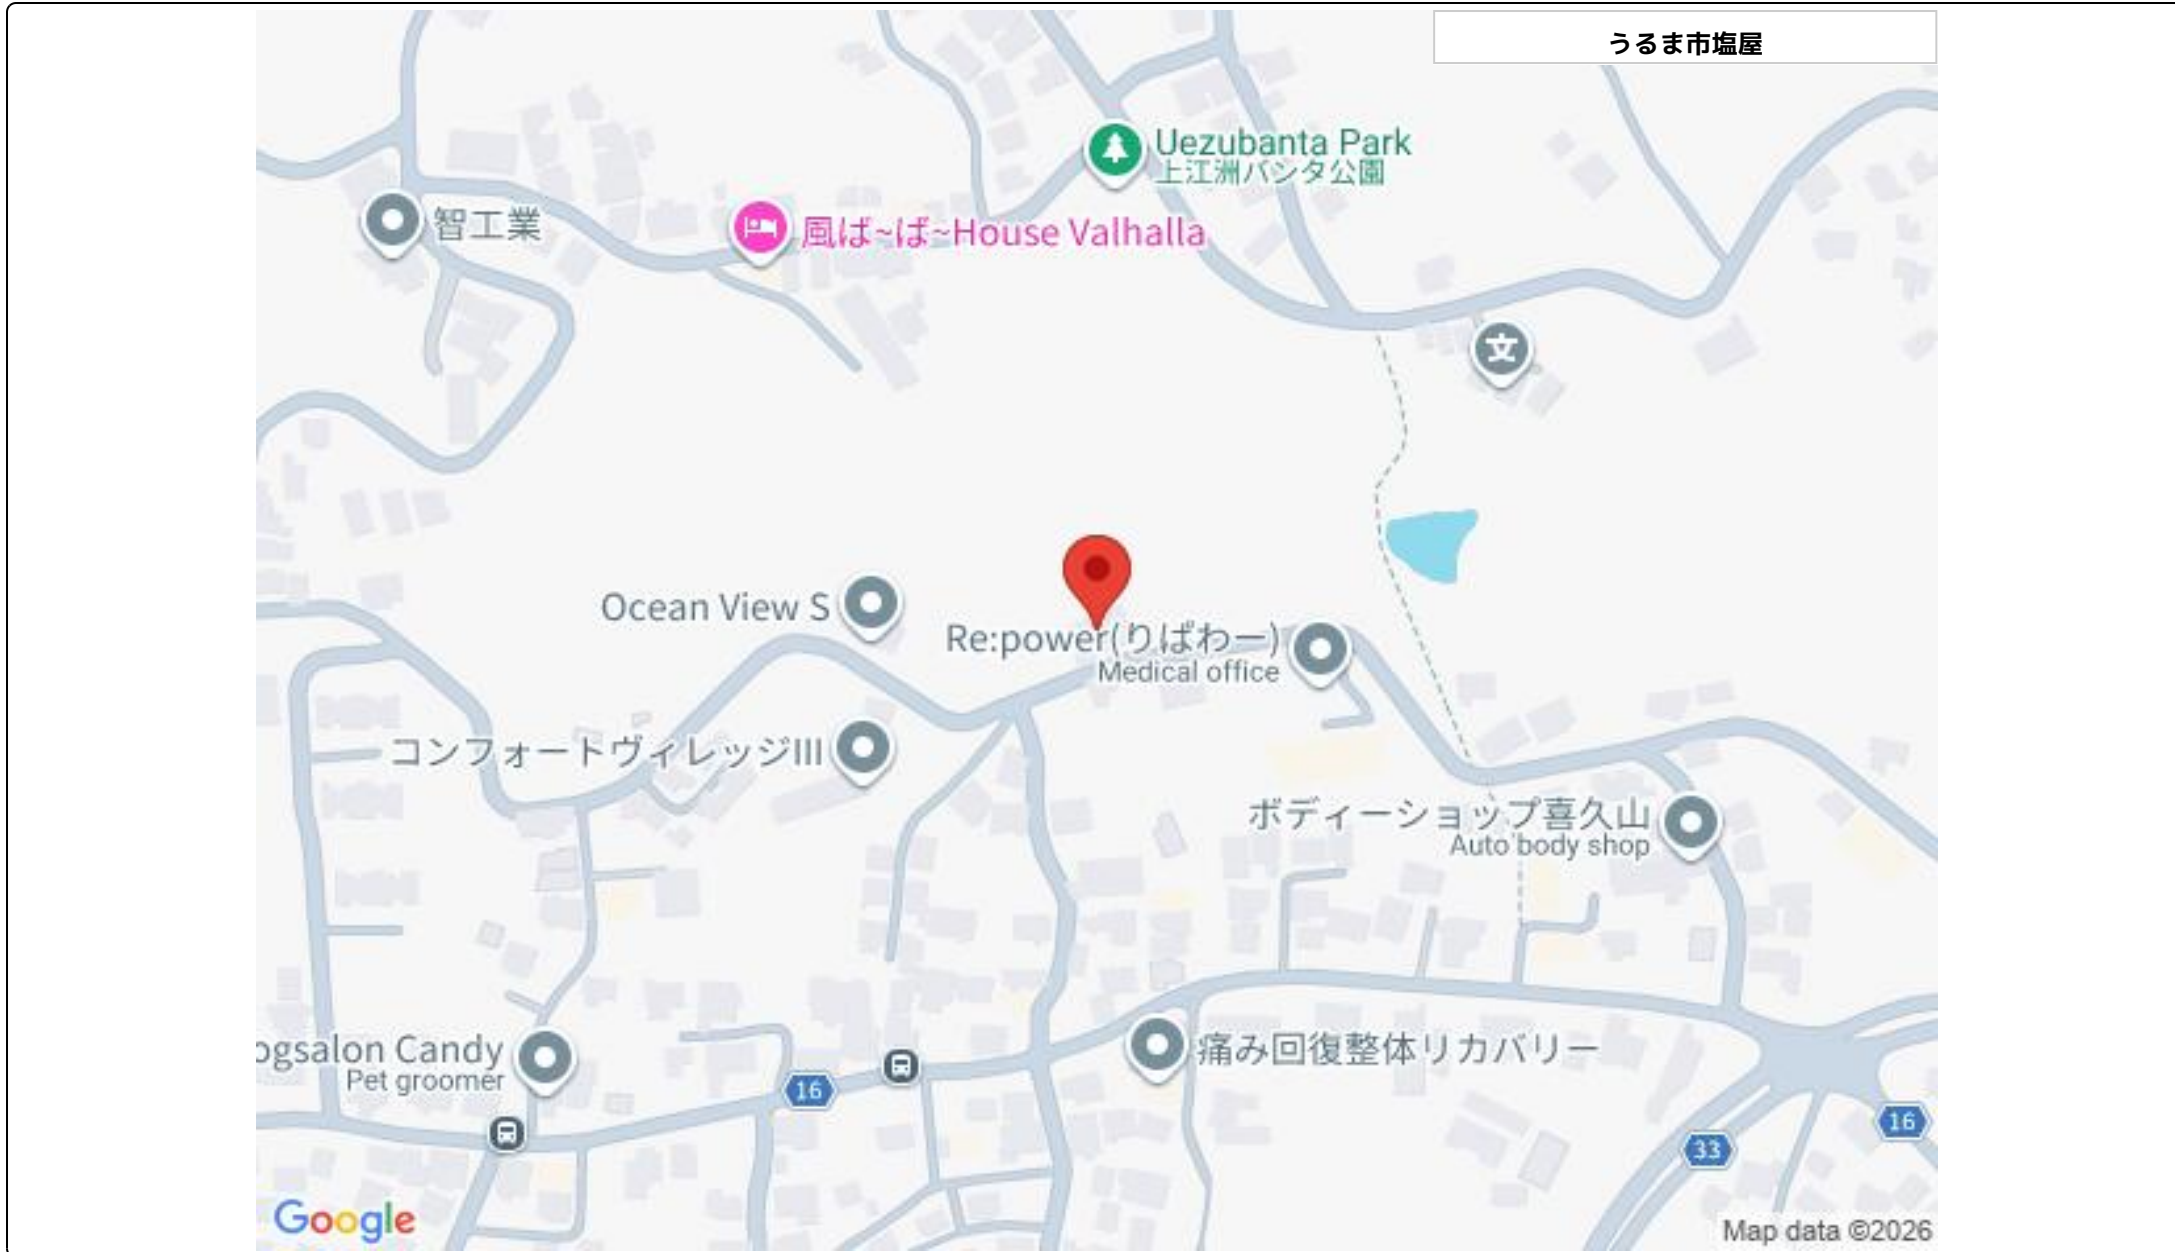 うるま市塩屋
Uezubanta Park
上江洲バンタ公園
智工業
風ば~ば~House Valhalla
文
Ocean View S
Re:power(りぱわー)
Medical office
コンフォートヴィレッジIII
ボディーショップ喜久山
Auto body shop
ogsalon Candy
Pet groomer
痛み回復整体リカバリー
16
16
33
Google
Map data ©2026